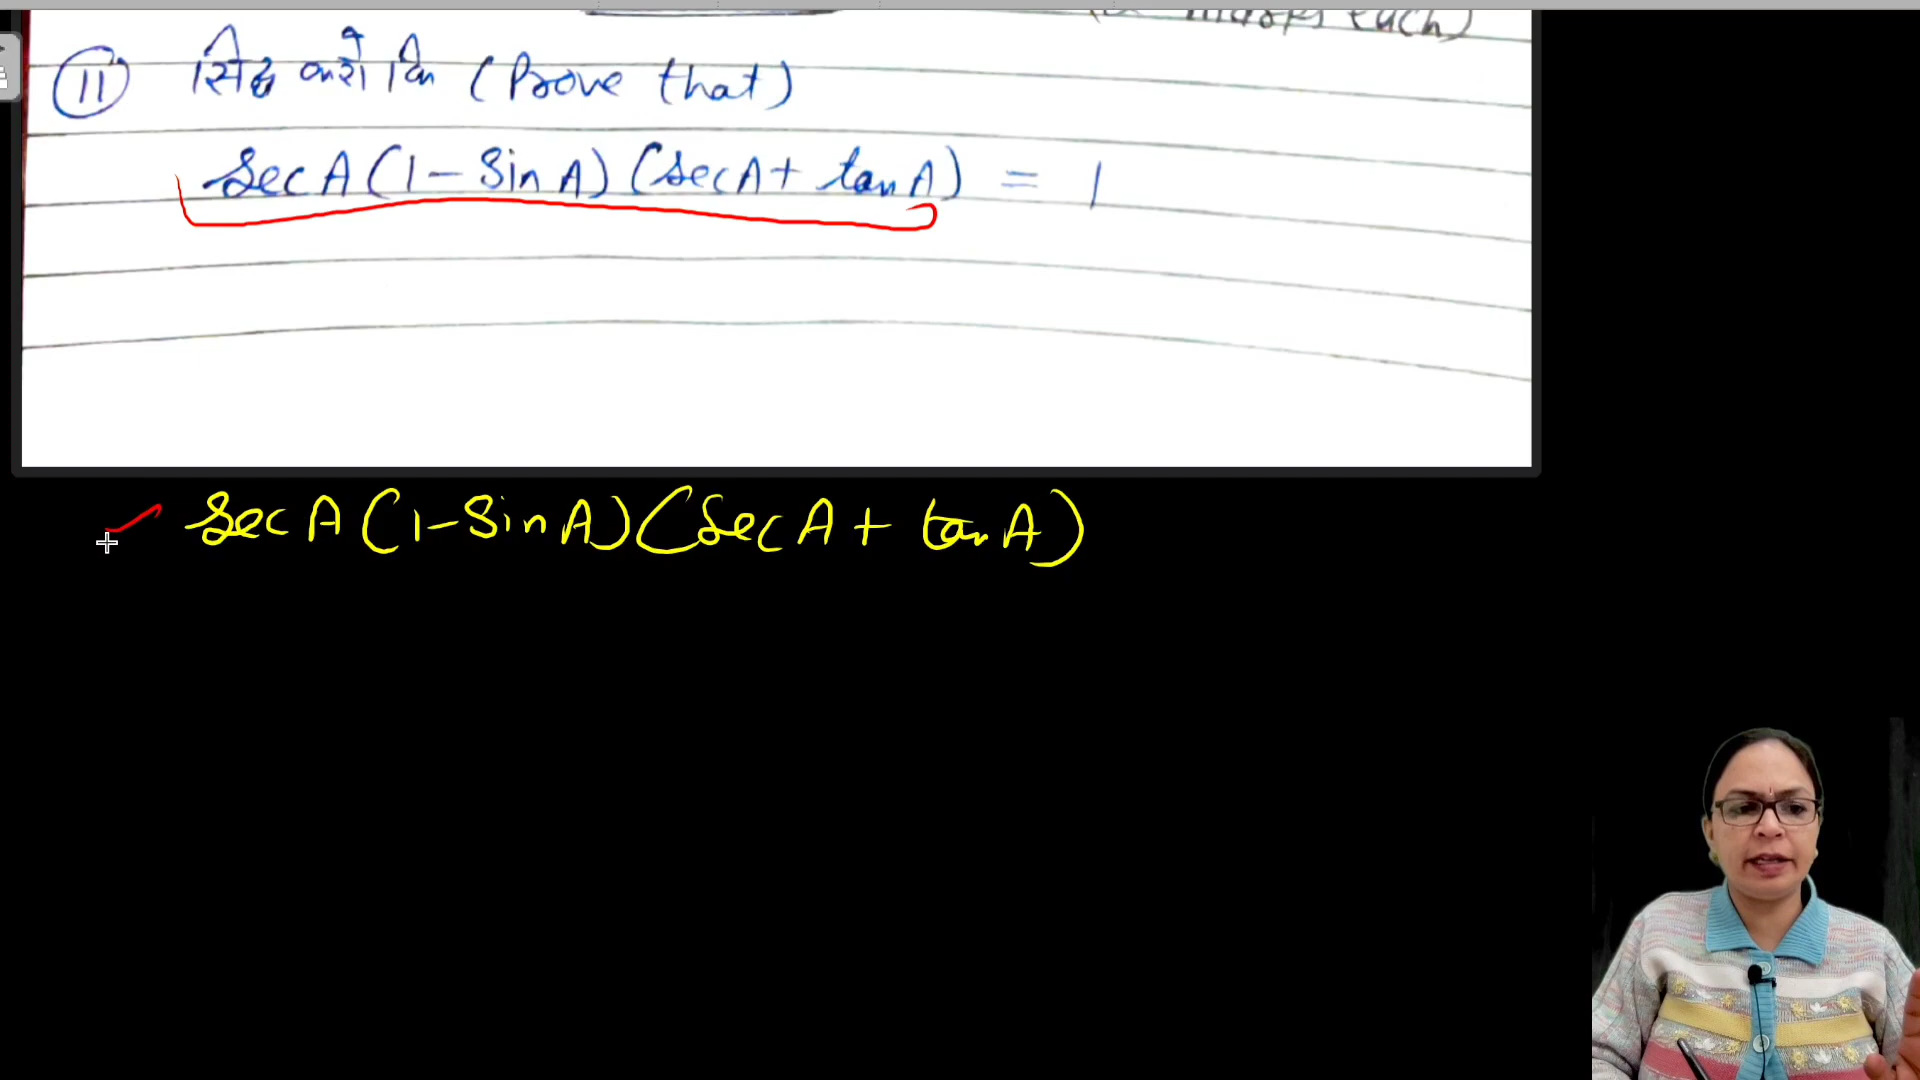 (11) सिद्ध करो कि (Prove that)
Sec A (1 - Sin A) (Sec A + tan A) = 1
Sec A (1 - Sin A) (Sec A + tan A)